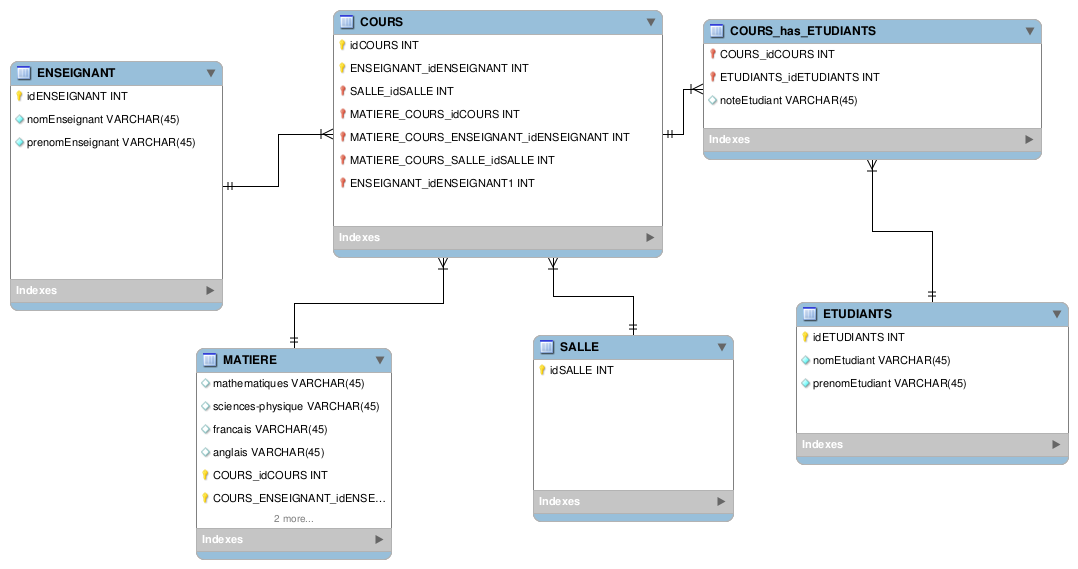 ENSEIGNANT
idENSEIGNANT INT
nomEnseignant VARCHAR(45)
prenomEnseignant VARCHAR(45)
Indexes
COURS
idCOURS INT
ENSEIGNANT_idENSEIGNANT INT
SALLE_idSALLE INT
MATIERE_COURS_idCOURS INT
MATIERE_COURS_ENSEIGNANT_idENSEIGNANT INT
MATIERE_COURS_SALLE_idSALLE INT
ENSEIGNANT_idENSEIGNANT1 INT
Indexes
COURS_has_ETUDIANTS
COURS_idCOURS INT
ETUDIANTS_idETUDIANTS INT
noteEtudiant VARCHAR(45)
Indexes
MATIERE
mathematiques VARCHAR(45)
sciences-physique VARCHAR(45)
francais VARCHAR(45)
anglais VARCHAR(45)
COURS_idCOURS INT
COURS_ENSEIGNANT_idENSE...
2 more...
Indexes
SALLE
idSALLE INT
Indexes
ETUDIANTS
idETUDIANTS INT
nomEtudiant VARCHAR(45)
prenomEtudiant VARCHAR(45)
Indexes